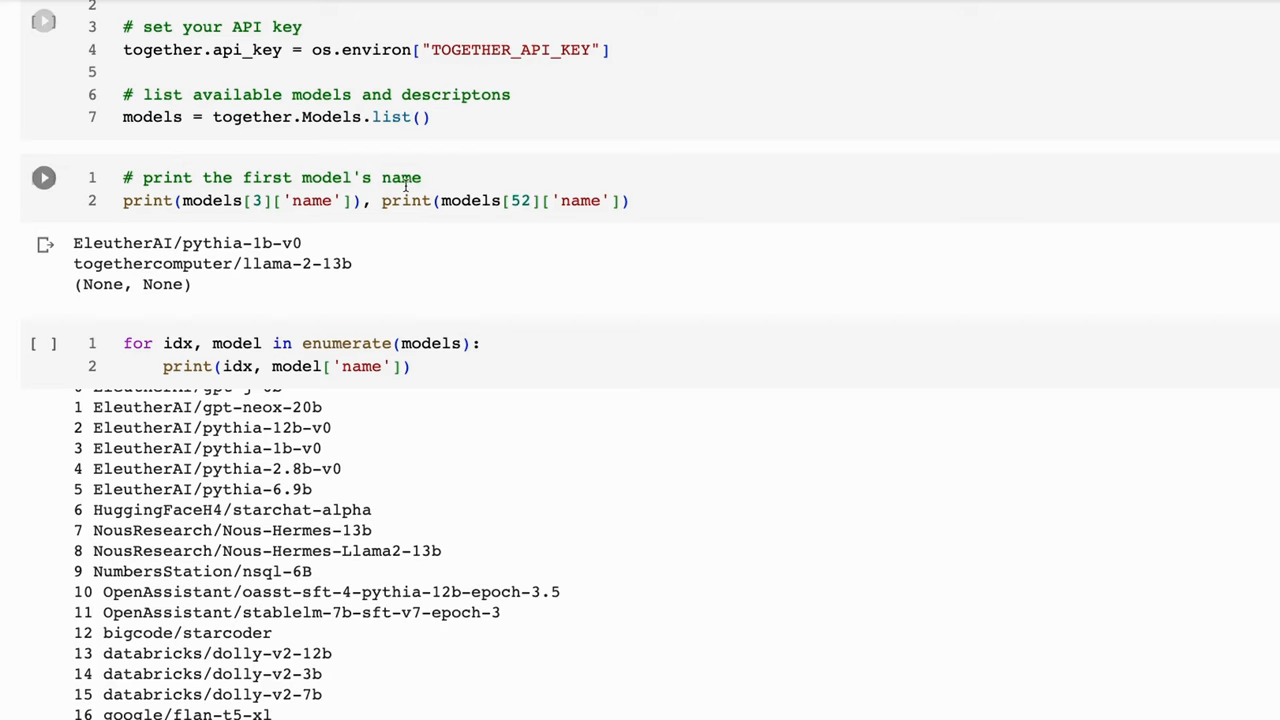 2
3 # set your API key
4 together.api_key = os.environ["TOGETHER_API_KEY"]
5
6 # list available models and descriptons
7 models = together.Models.list()
1 # print the first model's name
2 print(models[3]['name']), print(models[52]['name'])
EleutherAI/pythia-1b-v0
togethercomputer/llama-2-13b
(None, None)
[ ] 1 for idx, model in enumerate(models):
2 print(idx, model['name'])
0 EleutherAI/gpt-j-6b
1 EleutherAI/gpt-neox-20b
2 EleutherAI/pythia-12b-v0
3 EleutherAI/pythia-1b-v0
4 EleutherAI/pythia-2.8b-v0
5 EleutherAI/pythia-6.9b
6 HuggingFaceH4/starchat-alpha
7 NousResearch/Nous-Hermes-13b
8 NousResearch/Nous-Hermes-Llama2-13b
9 NumbersStation/nsql-6B
10 OpenAssistant/oasst-sft-4-pythia-12b-epoch-3.5
11 OpenAssistant/stablelm-7b-sft-v7-epoch-3
12 bigcode/starcoder
13 databricks/dolly-v2-12b
14 databricks/dolly-v2-3b
15 databricks/dolly-v2-7b
16 google/flan-t5-xl